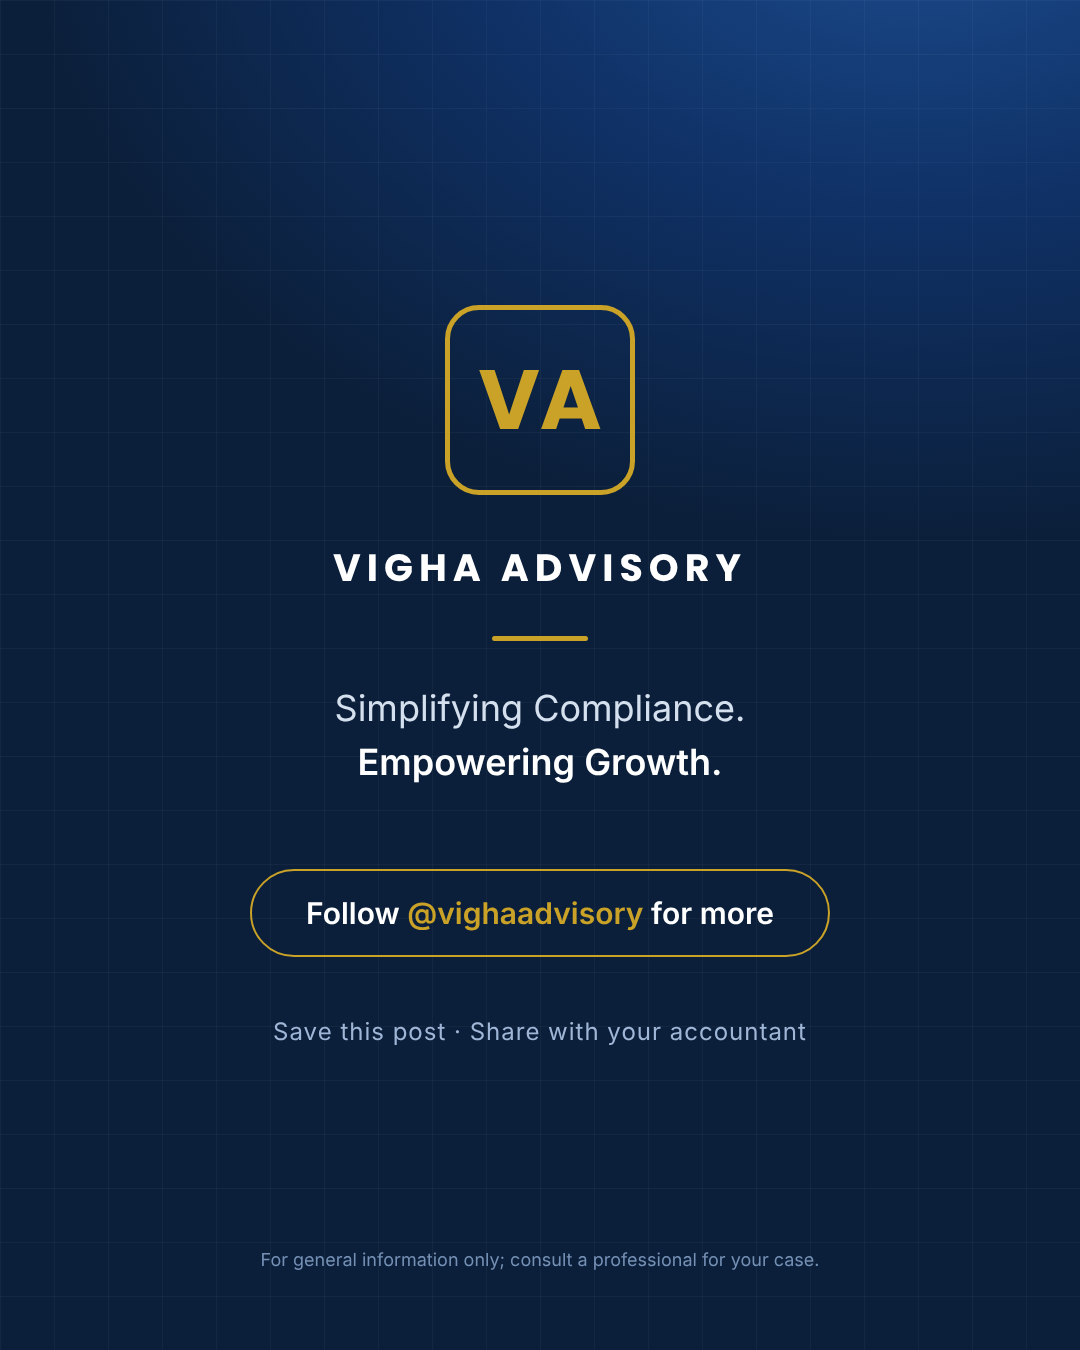 VA
VIGHA ADVISORY
Simplifying Compliance.
Empowering Growth.
Follow @vighaadvisory for more
Save this post · Share with your accountant
For general information only; consult a professional for your case.